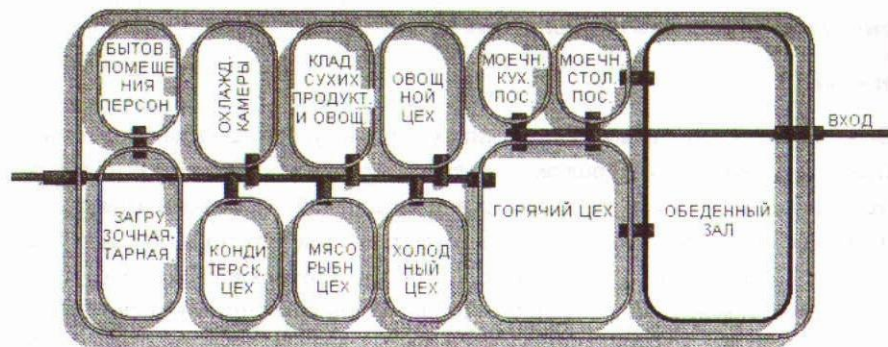 БЫТОВ.
ПОМЕЩЕ
НИЯ
ПЕРСОН.
ОХЛАЖД.
КАМЕРЫ
КЛАД.
СУХИХ
ПРОДУКТ.
И ОВОЩ.
ОВОЩ
НОЙ
ЦЕХ
МОЕЧН.
КУХ.
ПОС.
МОЕЧН.
СТОЛ.
ПОС.
ВХОД
ЗАГРУ
ЗОЧНАЯ-
ТАРНАЯ
КОНДИ
ТЕРСК.
ЦЕХ
МЯСО
РЫБН.
ЦЕХ
ХОЛОД
НЫЙ
ЦЕХ
ГОРЯЧИЙ ЦЕХ
ОБЕДЕННЫЙ
ЗАЛ